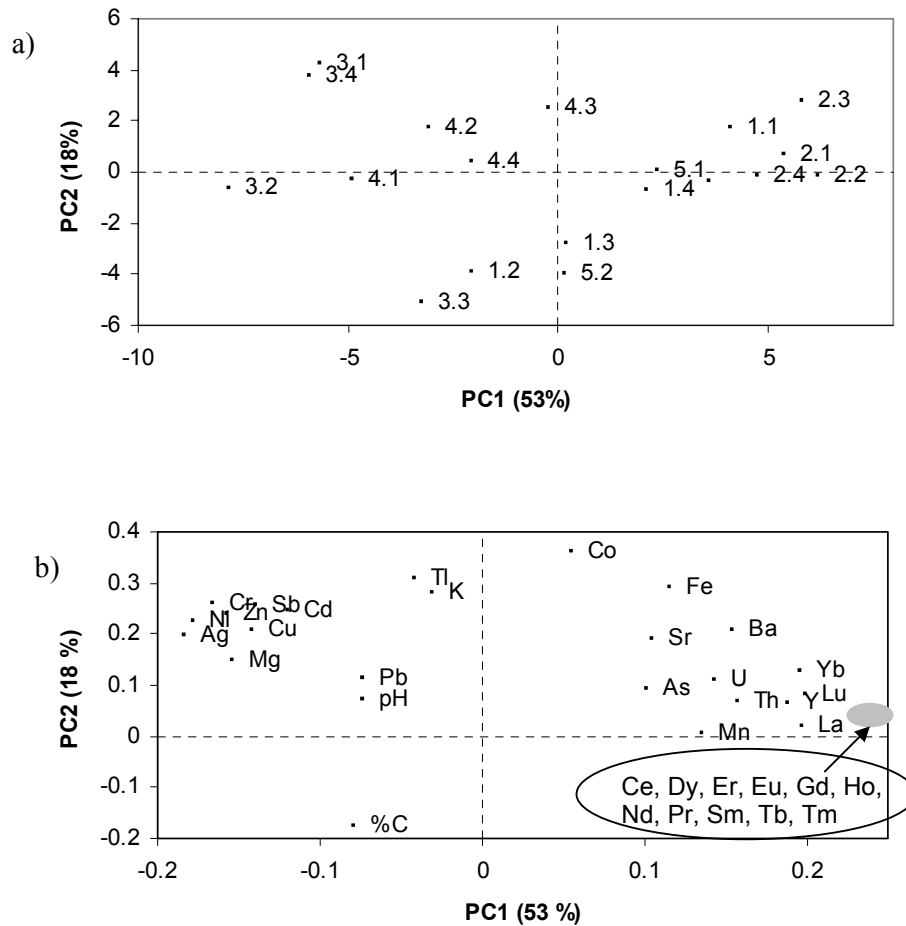 a)
6
4
2
0
-2
-4
-6
PC2 (18%)
3.1
3.4
4.3
2.3
4.2
1.1
4.4
2.1
3.2
4.1
5.1
2.4
2.2
1.4
1.3
1.2
5.2
3.3
-10
-5
0
5
PC1 (53%)
b)
0.4
0.3
0.2
0.1
0
-0.1
-0.2
PC2 (18 %)
Co
Tl
K
Fe
Cr
Sb
Cd
Ni
Zn
Ag
Cu
Sr
Ba
Mg
Pb
U
Yb
pH
As
Th
Y
Lu
Mn
La
Ce, Dy, Er, Eu, Gd, Ho,
Nd, Pr, Sm, Tb, Tm
%C
-0.2
-0.1
0
0.1
0.2
PC1 (53 %)